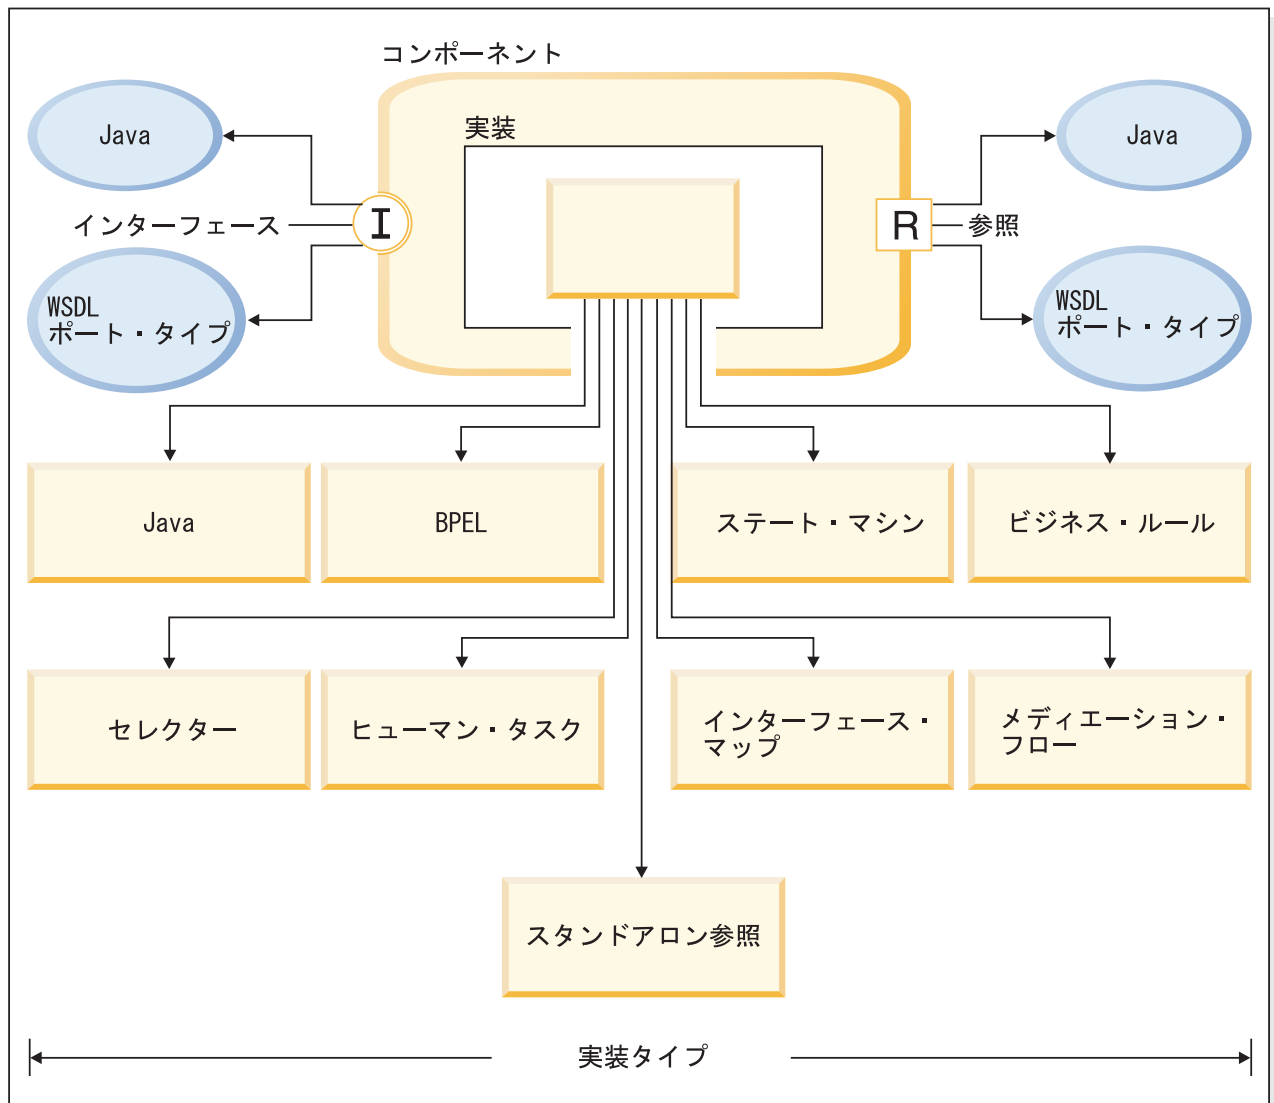 コンポーネント
Java
実装
Java
インターフェース
I
R
参照
WSDL
ポート・タイプ
WSDL
ポート・タイプ
Java
BPEL
ステート・マシン
ビジネス・ルール
セレクター
ヒューマン・タスク
インターフェース・
マップ
メディエーション・
フロー
スタンドアロン参照
実装タイプ